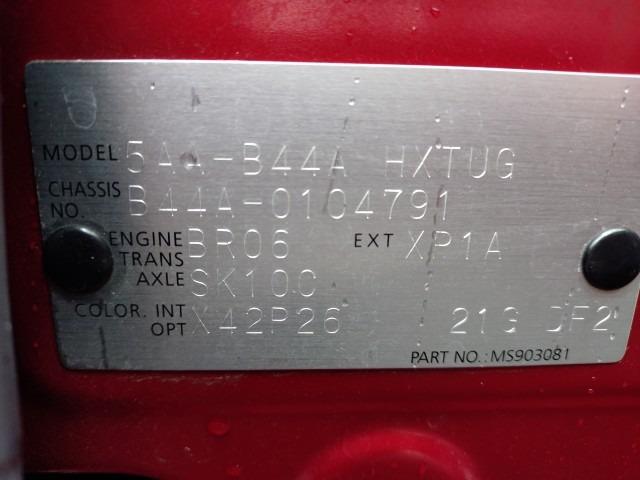 MODEL 5AA-B44A HXTUG
CHASSIS NO. B44A-0104791
ENGINE BR06 EXT XP1A
TRANS AXLE SK10C
COLOR. INT OPT X42P26 21G DF2
PART NO.: MS903081